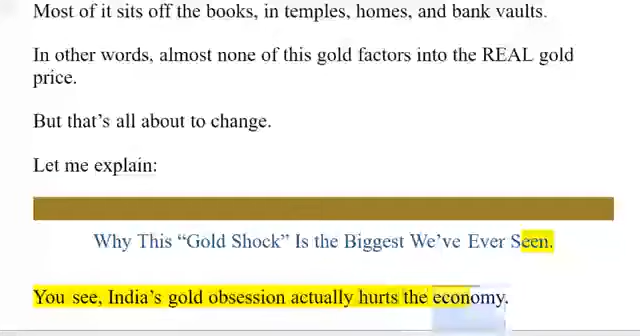 Most of it sits off the books, in temples, homes, and bank vaults.
In other words, almost none of this gold factors into the REAL gold
price.
But that’s all about to change.
Let me explain:
Why This “Gold Shock” Is the Biggest We’ve Ever Seen.
You see, India’s gold obsession actually hurts the economy.